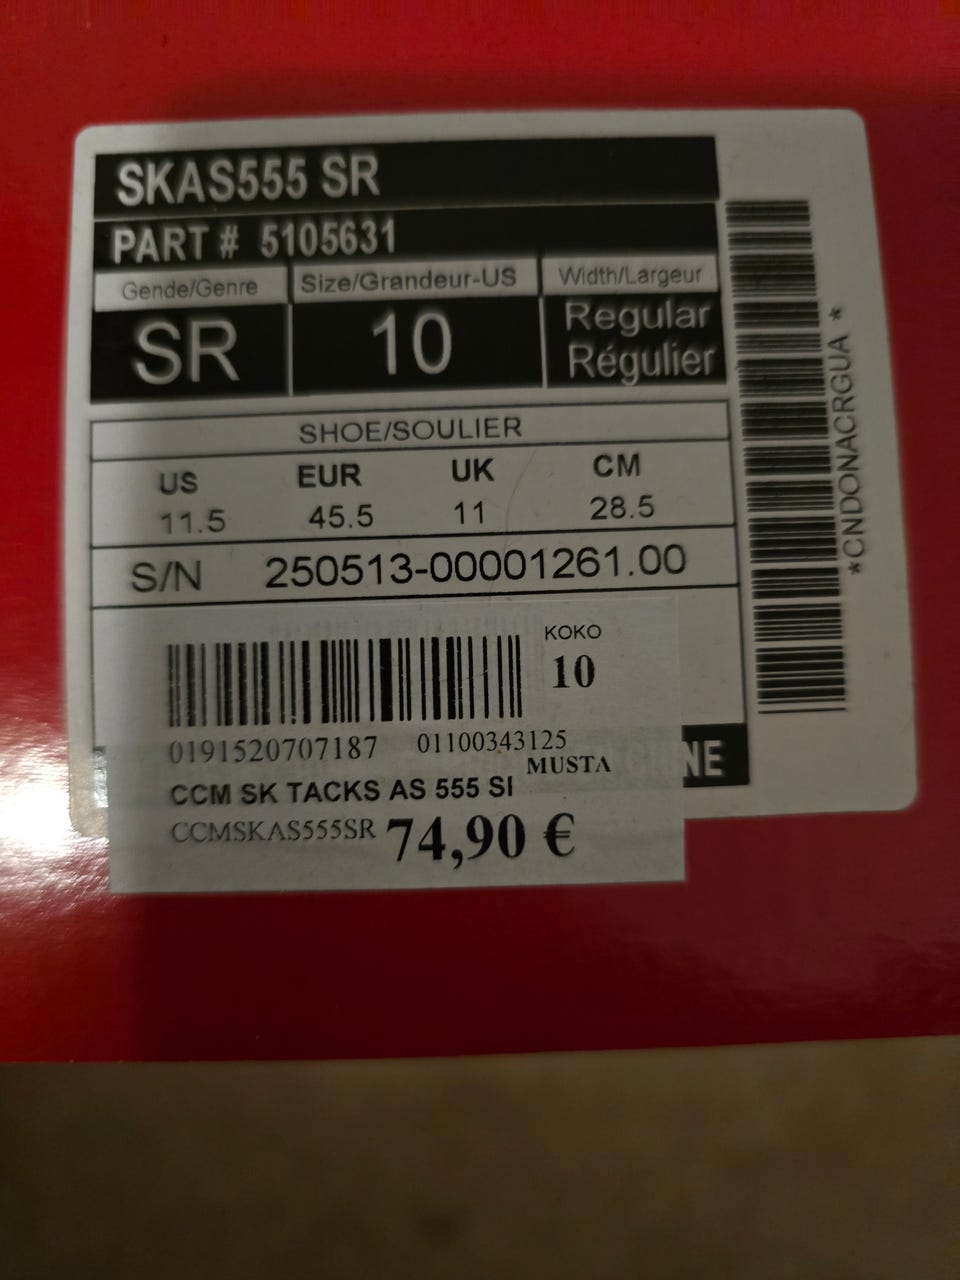 SKAS555 SR
PART # 5105631
Gende/Genre Size/Grandeur-US Width/Largeur
SR 10 Regular
Régulier
SHOE/SOULIER
US EUR UK CM
11.5 45.5 11 28.5
S/N 250513-00001261.00
*CNDONACRGUA *
KOKO
10
0191520707187 01100343125
MUSTA
CCM SK TACKS AS 555 SI
CCMSKAS555SR 74,90 €